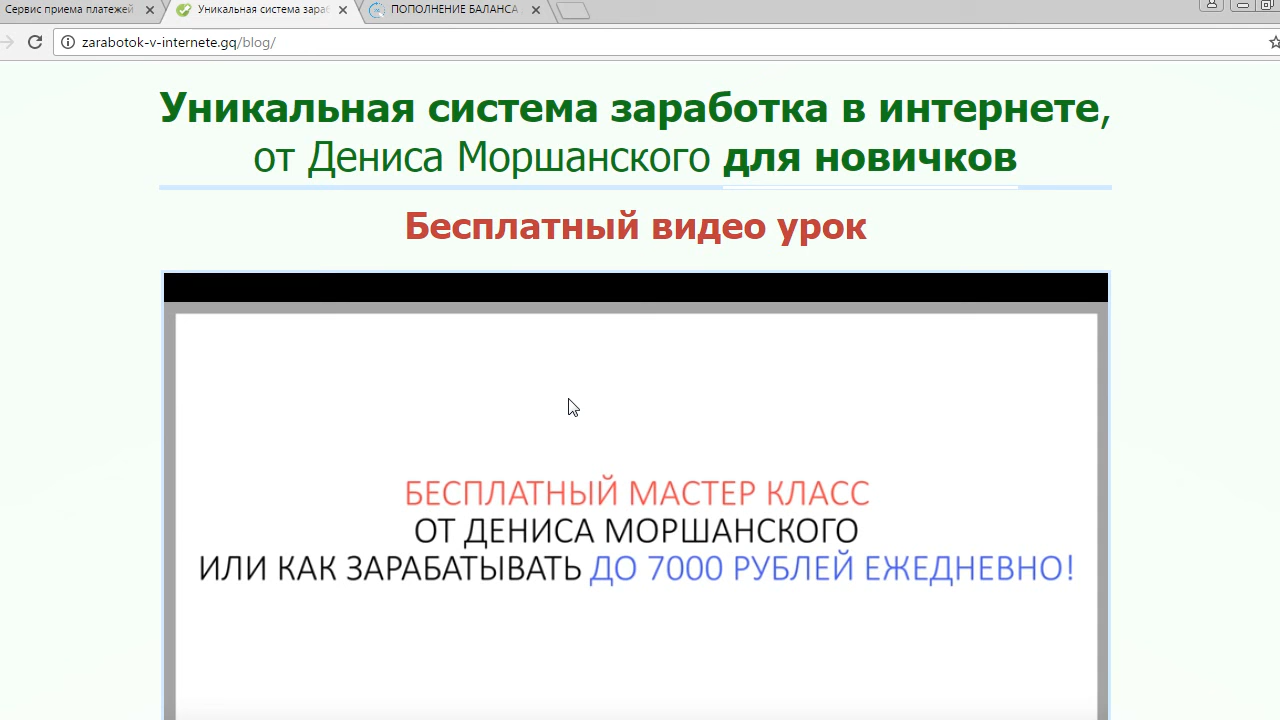 Сервис приема платежей
Уникальная система зараб
ПОПОЛНЕНИЕ БАЛАНСА
zarabotok-v-internete.gq/blog/
Уникальная система заработка в интернете,
от Дениса Моршанского для новичков
Бесплатный видео урок
БЕСПЛАТНЫЙ МАСТЕР КЛАСС
ОТ ДЕНИСА МОРШАНСКОГО
ИЛИ КАК ЗАРАБАТЫВАТЬ ДО 7000 РУБЛЕЙ ЕЖЕДНЕВНО!